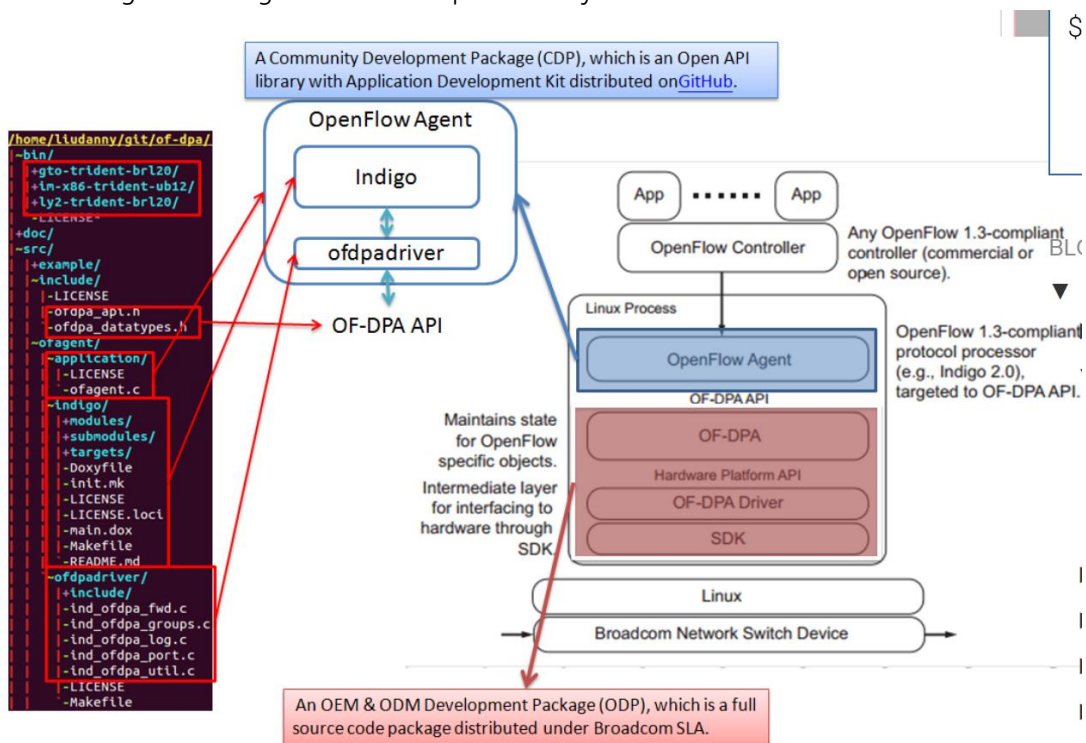 $
A Community Development Package (CDP), which is an Open API
library with Application Development Kit distributed onGitHub.
/home/liudanny/git/of-dpa/
~bin/
+gto-trident-brl20/
+im-x86-trident-ub12/
+ly2-trident-brl20/
-LICENSE-
+doc/
~src/
+example/
~include/
-LICENSE
-ofdpa_api.h
-ofdpa_datatypes.h
~ofagent/
~application/
-LICENSE
-ofagent.c
~indigo/
+modules/
+submodules/
+targets/
-Doxyfile
-init.mk
-LICENSE
-LICENSE.loci
-main.dox
-Makefile
-README.md
~ofdpadriver/
+include/
-ind_ofdpa_fwd.c
-ind_ofdpa_groups.c
-ind_ofdpa_log.c
-ind_ofdpa_port.c
-ind_ofdpa_util.c
-LICENSE
-Makefile
OpenFlow Agent
Indigo
ofdpadriver
OF-DPA API
App ...... App
OpenFlow Controller
Any OpenFlow 1.3-compliant
controller (commercial or
open source).
Linux Process
OpenFlow Agent
OpenFlow 1.3-compliant
protocol processor
(e.g., Indigo 2.0),
targeted to OF-DPA API.
OF-DPA API
Maintains state
for OpenFlow
specific objects.
OF-DPA
Hardware Platform API
Intermediate layer
for interfacing to
hardware through
SDK.
OF-DPA Driver
SDK
Linux
Broadcom Network Switch Device
An OEM & ODM Development Package (ODP), which is a full
source code package distributed under Broadcom SLA.